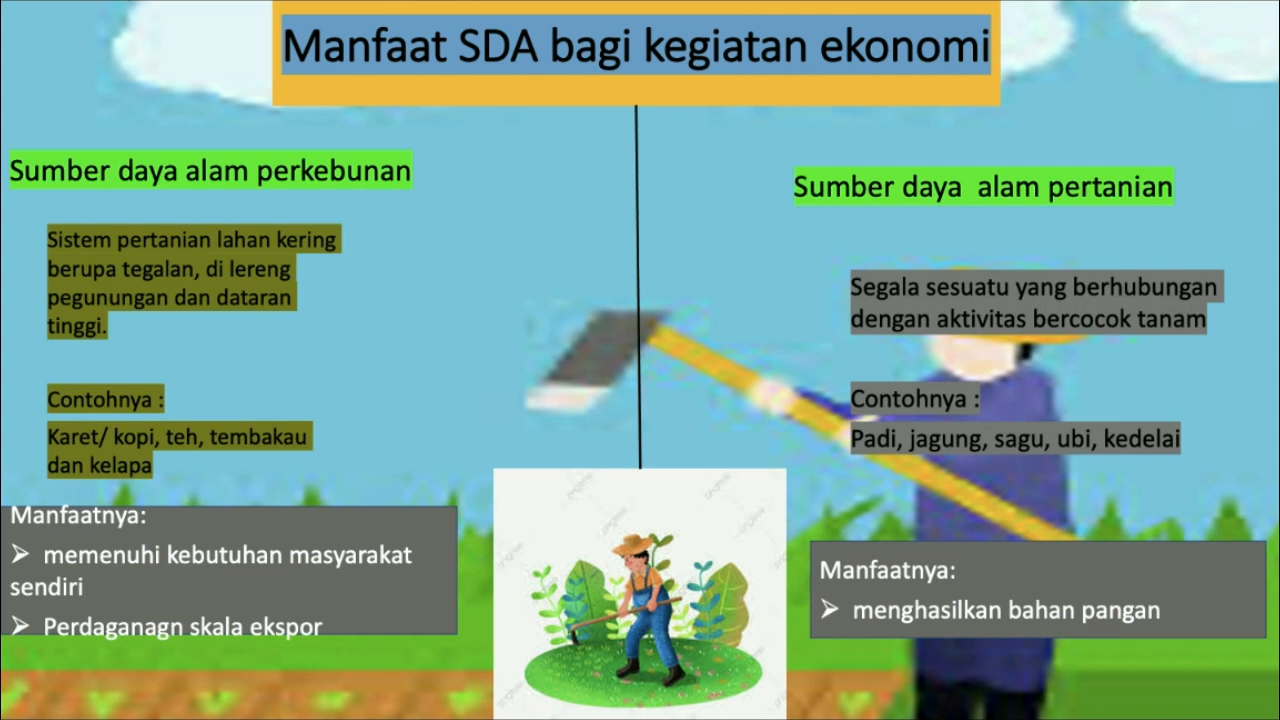 Manfaat SDA bagi kegiatan ekonomi
Sumber daya alam perkebunan
Sistem pertanian lahan kering
berupa tegalan, di lereng
pegunungan dan dataran
tinggi.
Contohnya :
Karet/ kopi, teh, tembakau
dan kelapa
Manfaatnya:
➢ memenuhi kebutuhan masyarakat
sendiri
➢ Perdaganagn skala ekspor
Sumber daya  alam pertanian
Segala sesuatu yang berhubungan
dengan aktivitas bercocok tanam
Contohnya :
Padi, jagung, sagu, ubi, kedelai
Manfaatnya:
➢ menghasilkan bahan pangan